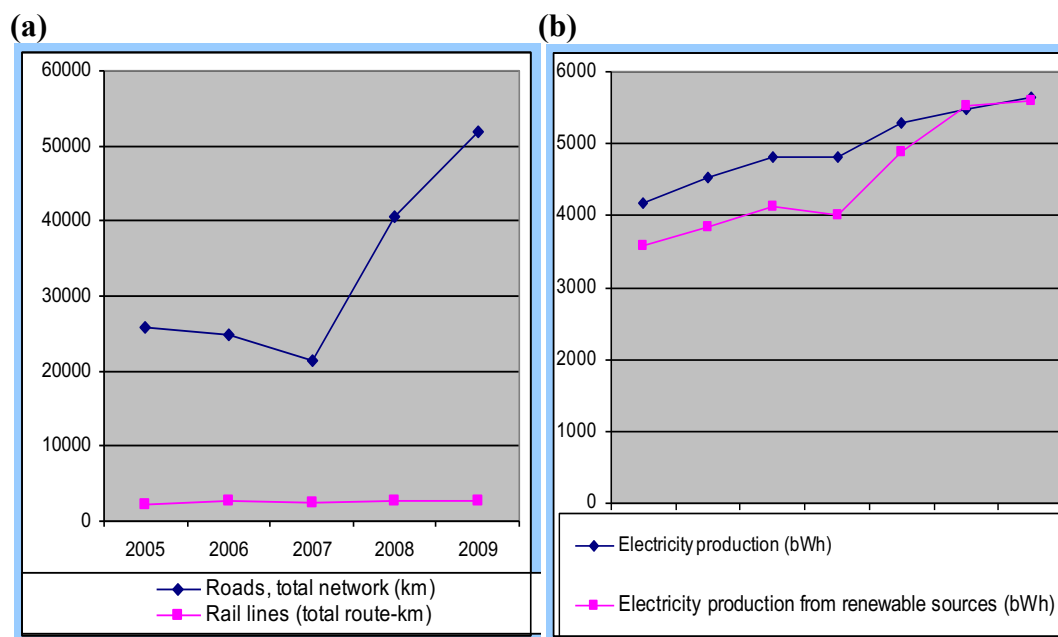 (a)
60000
50000
40000
30000
20000
10000
0
2005 2006 2007 2008 2009
Roads, total network (km)
Rail lines (total route-km)
(b)
6000
5000
4000
3000
2000
1000
0
Electricity production (bWh)
Electricity production from renewable sources (bWh)